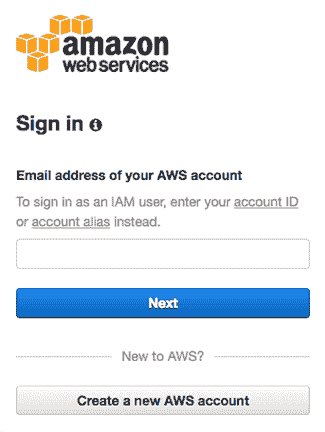 amazon
webservices
Sign in
Email address of your AWS account
To sign in as an IAM user, enter your account ID
or account alias instead.
Next
New to AWS?
Create a new AWS account